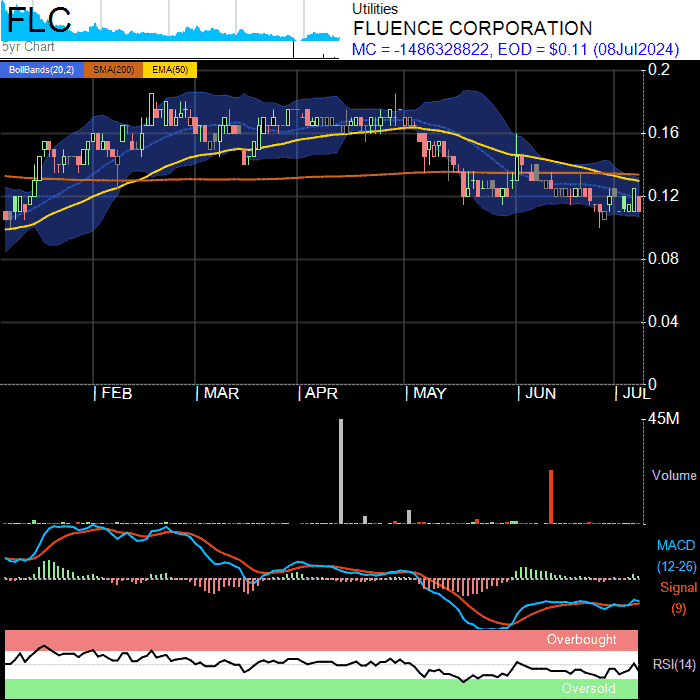 FLC
5yr Chart
Utilities
FLUENCE CORPORATION
MC = -1486328822, EOD = $0.11 (08Jul2024)
BollBands(20,2) SMA(200) EMA(50)
0.2
0.16
0.12
0.08
0.04
0
FEB MAR APR MAY JUN JUL
45M
Volume
MACD
(12-26)
Signal
(9)
Overbought
RSI(14)
Oversold